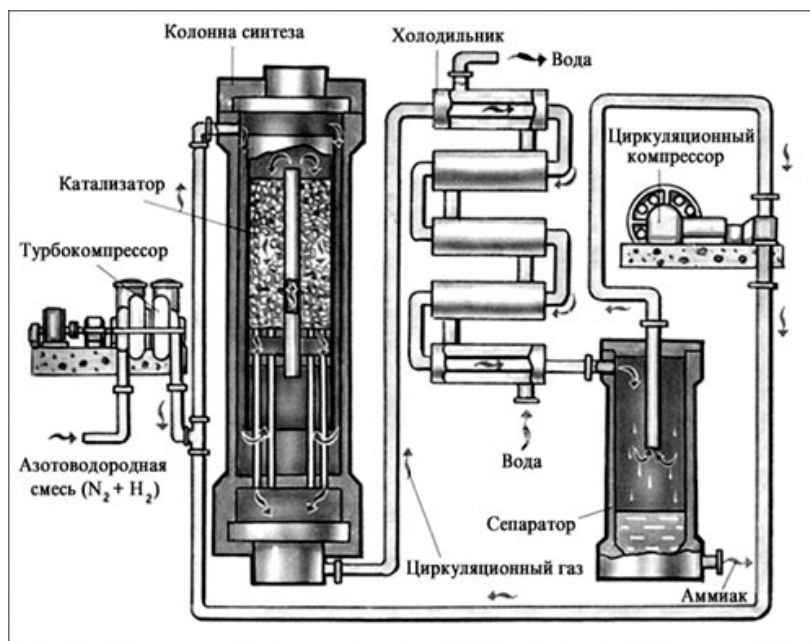 Колонна синтеза
Холодильник
Вода
Циркуляционный
компрессор
Катализатор
Турбокомпрессор
Азотоводородная
смесь (N₂ + H₂)
Вода
Сепаратор
Циркуляционный газ
Аммиак